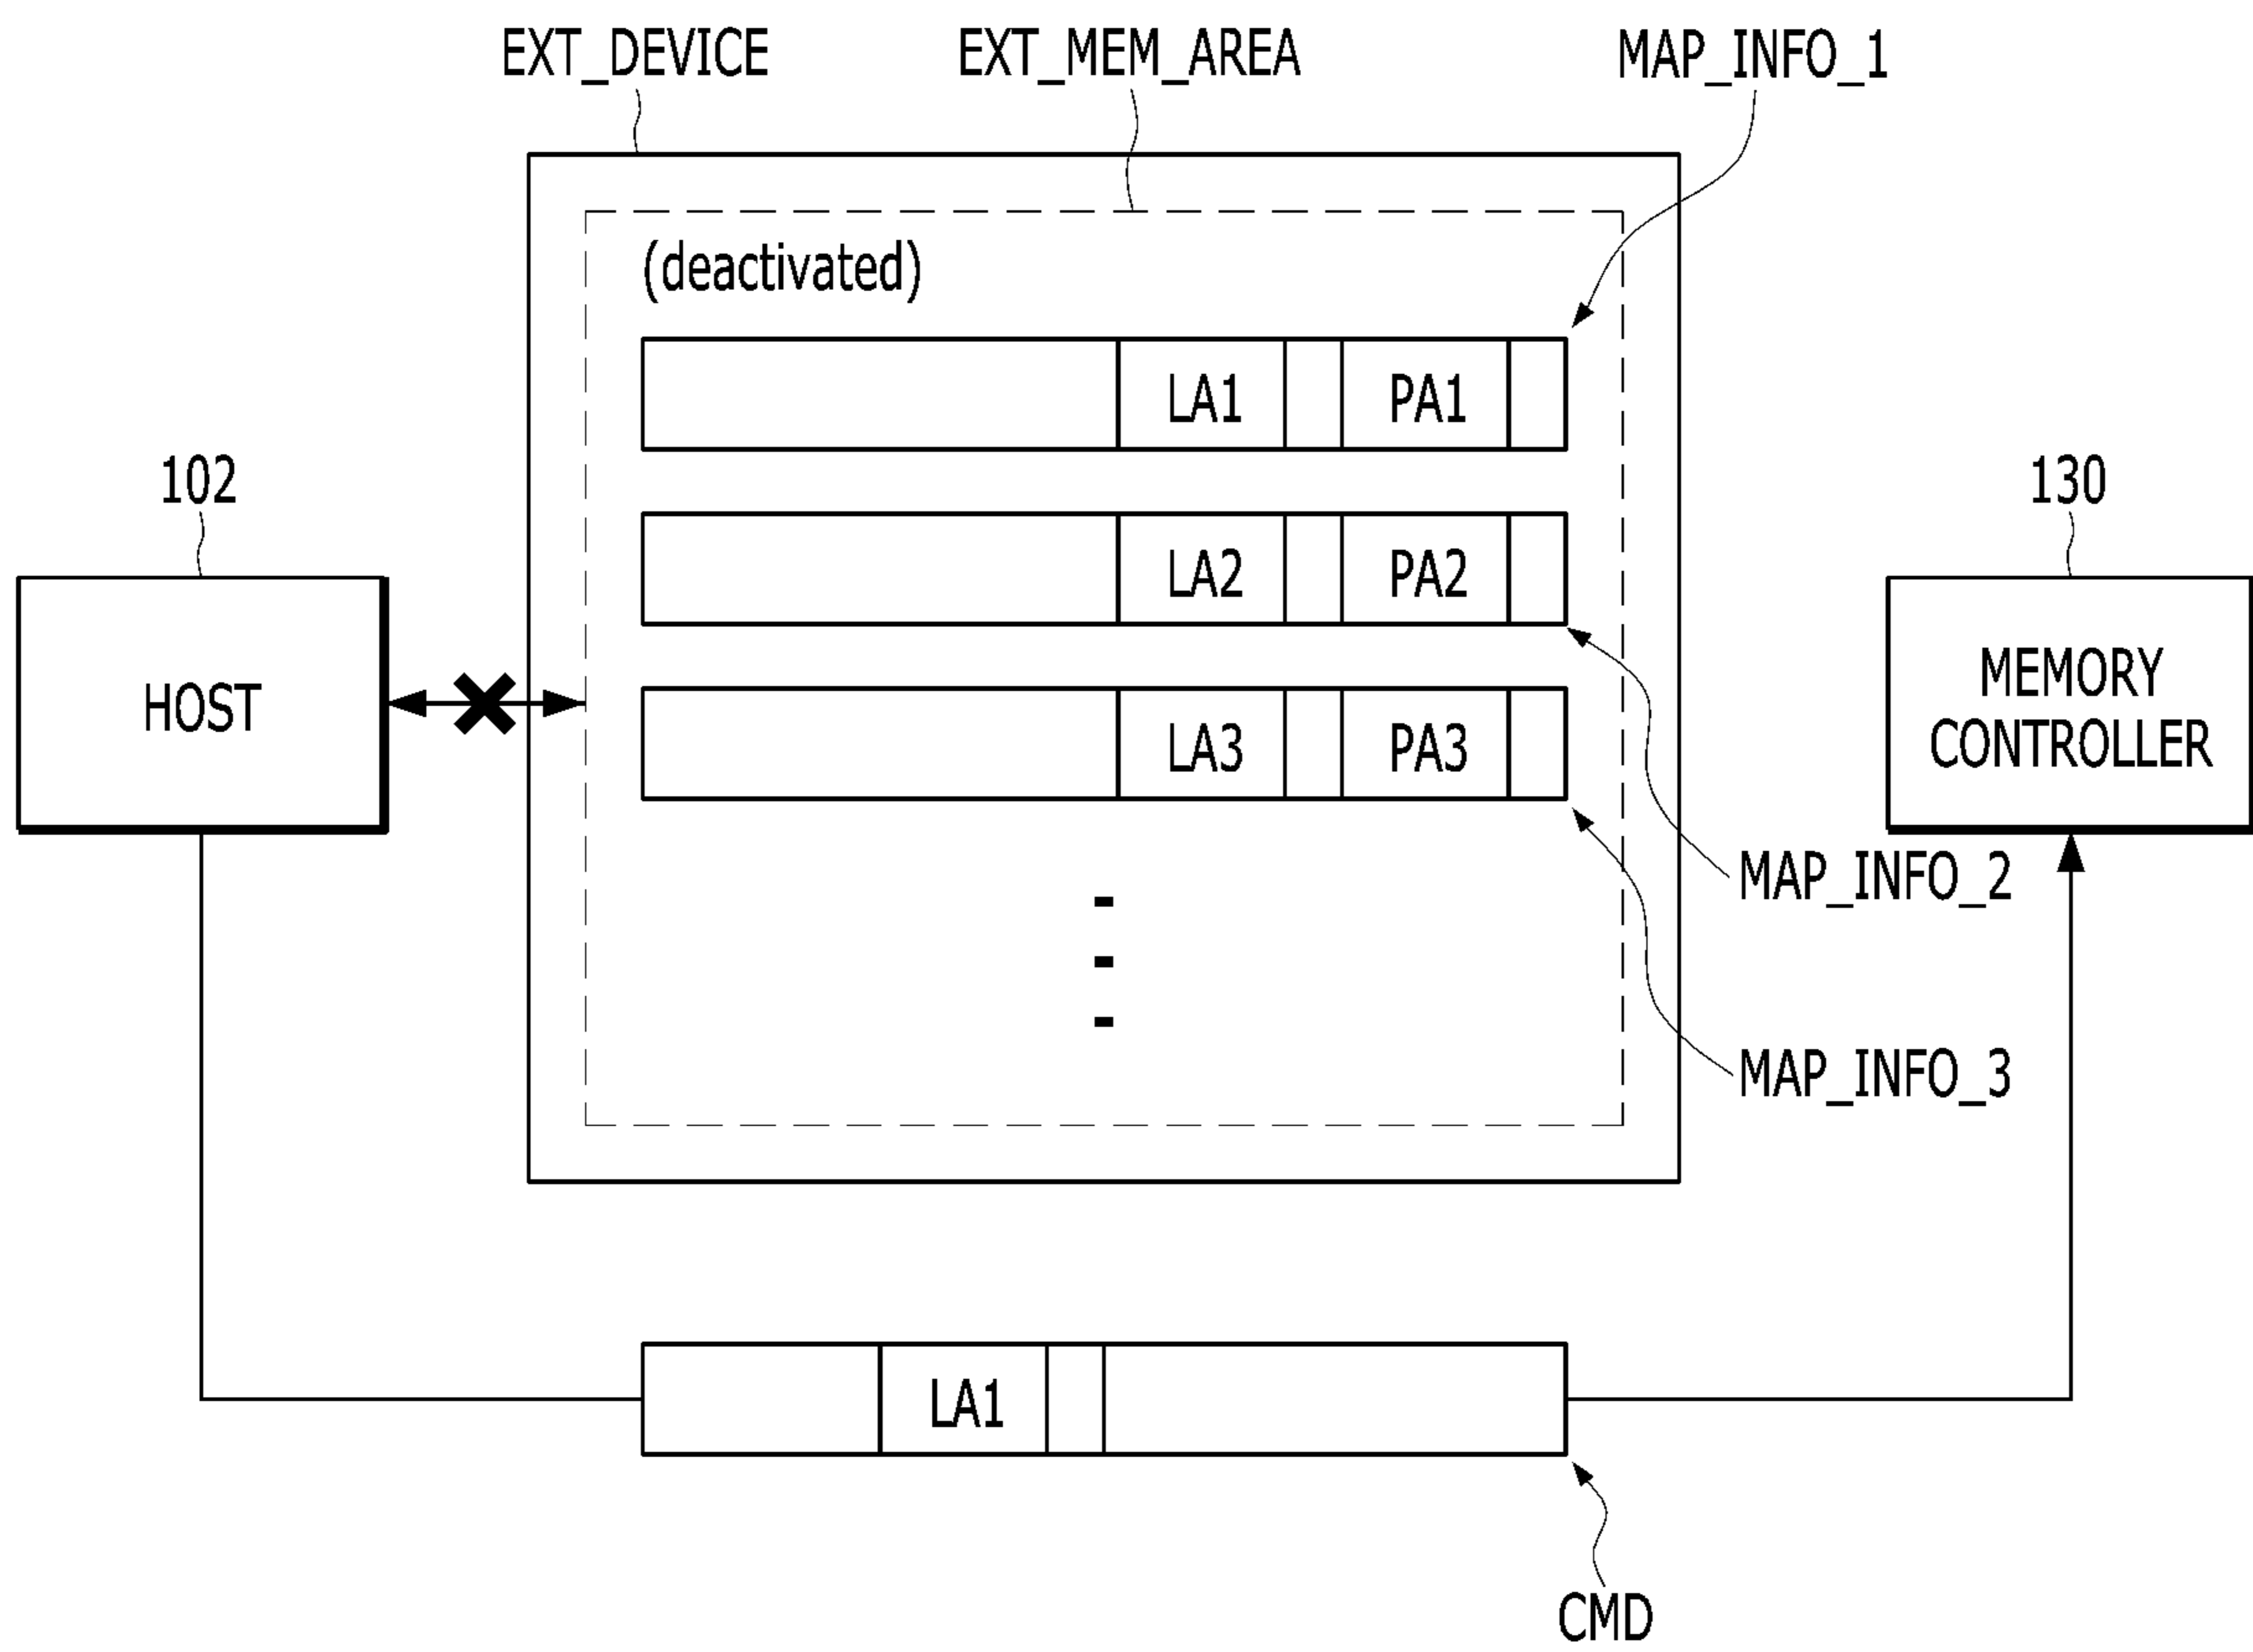 EXT_DEVICE
EXT_MEM_AREA
MAP_INFO_1
(deactivated)
LA1
PA1
102
130
LA2
PA2
HOST
MEMORY
CONTROLLER
LA3
PA3
MAP_INFO_2
MAP_INFO_3
LA1
CMD